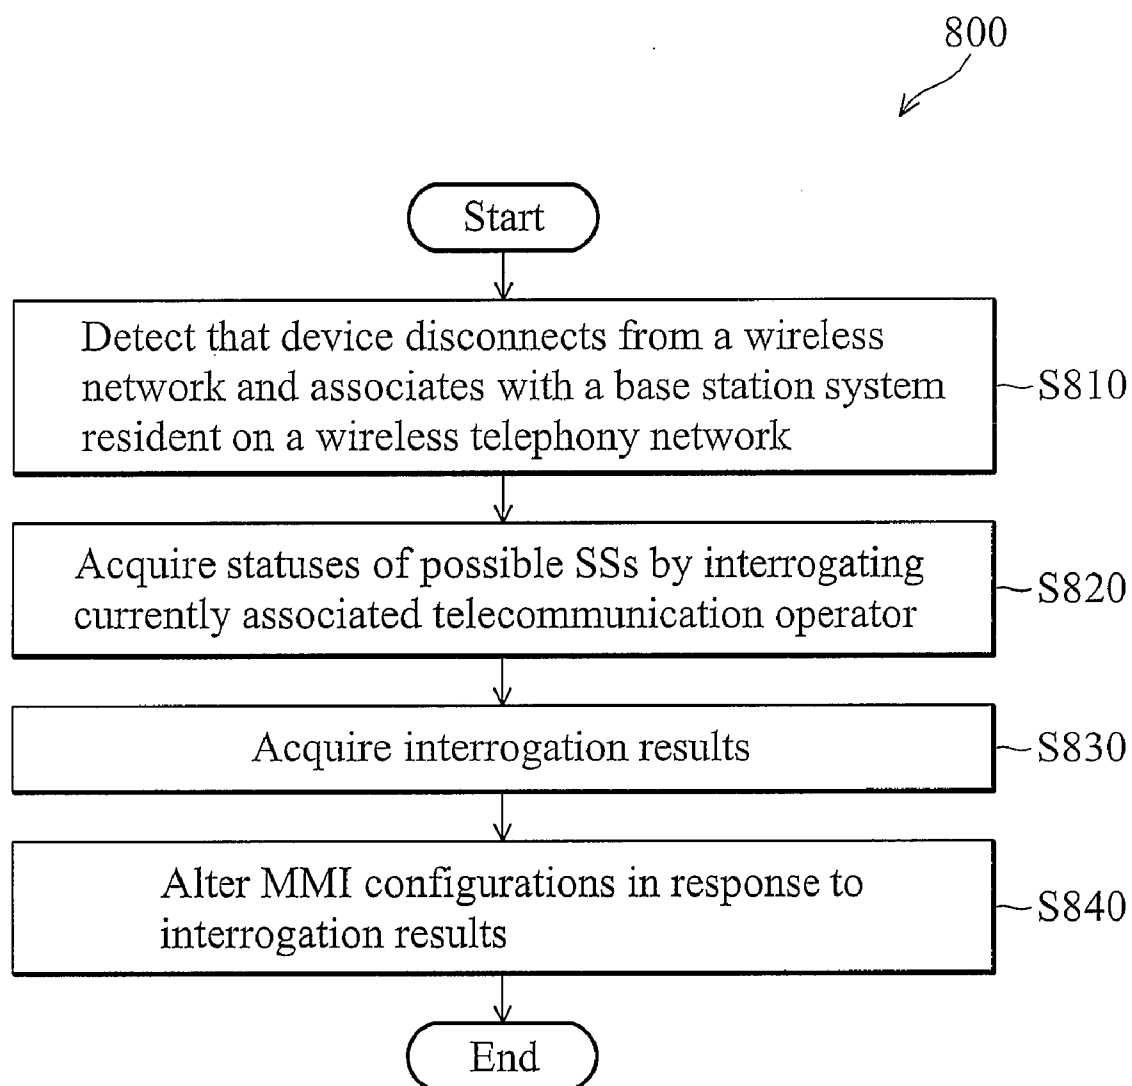 800
Start
Detect that device disconnects from a wireless
network and associates with a base station system
resident on a wireless telephony network
S810
Acquire statuses of possible SSs by interrogating
currently associated telecommunication operator
S820
Acquire interrogation results
S830
Alter MMI configurations in response to
interrogation results
S840
End